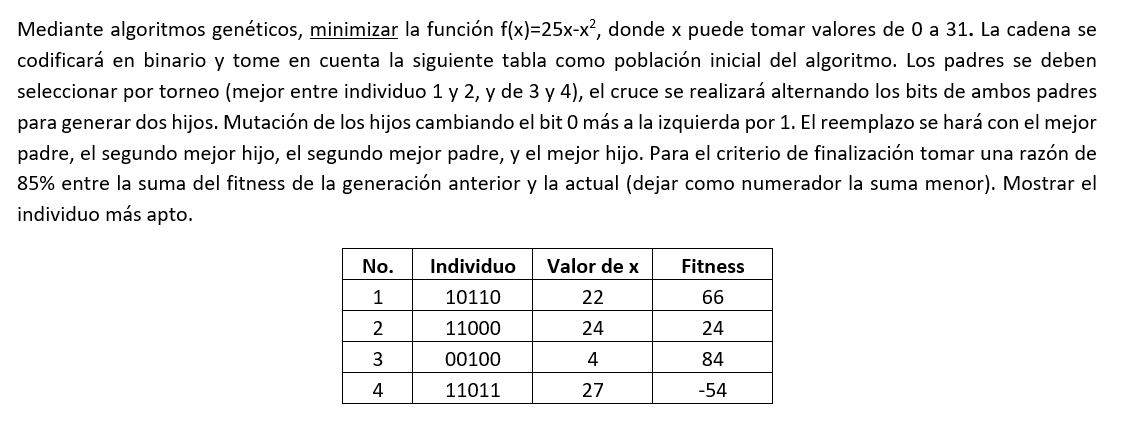 Mediante algoritmos genéticos, minimizar la función f(x)=25x-x², donde x puede tomar valores de 0 a 31. La cadena se
codificará en binario y tome en cuenta la siguiente tabla como población inicial del algoritmo. Los padres se deben
seleccionar por torneo (mejor entre individuo 1 y 2, y de 3 y 4), el cruce se realizará alternando los bits de ambos padres
para generar dos hijos. Mutación de los hijos cambiando el bit 0 más a la izquierda por 1. El reemplazo se hará con el mejor
padre, el segundo mejor hijo, el segundo mejor padre, y el mejor hijo. Para el criterio de finalización tomar una razón de
85% entre la suma del fitness de la generación anterior y la actual (dejar como numerador la suma menor). Mostrar el
individuo más apto.
No. Individuo Valor de x Fitness
1 10110 22 66
2 11000 24 24
3 00100 4 84
4 11011 27 -54